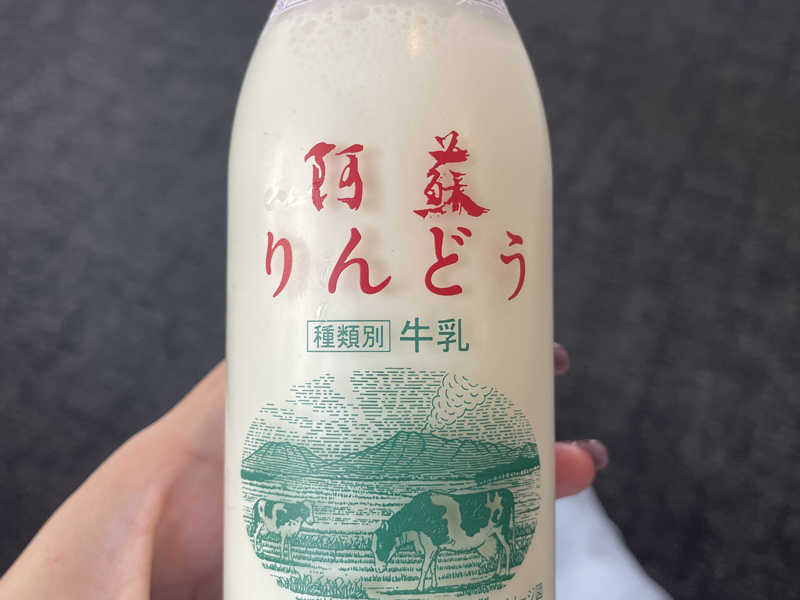 阿蘇
りんどう
種類別 牛乳